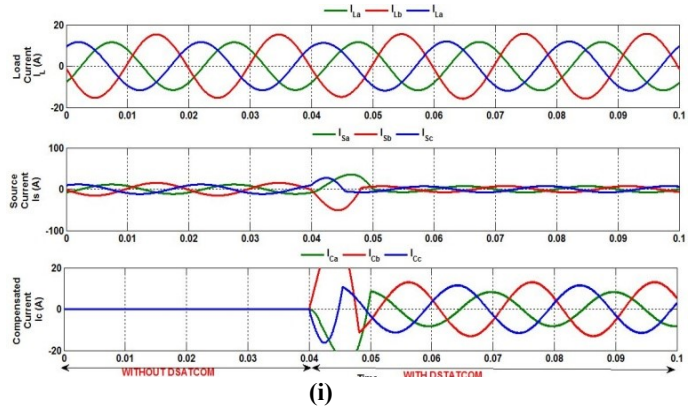 I_La I_Lb I_La
Load
Current
I_L (A)
20
0
-20
0 0.01 0.02 0.03 0.04 0.05 0.06 0.07 0.08 0.09 0.1
I_Sa I_Sb I_Sc
Source
Current
Is (A)
100
0
-100
0 0.01 0.02 0.03 0.04 0.05 0.06 0.07 0.08 0.09 0.1
I_Ca I_Cb I_Cc
Compensated
Current
Ic (A)
20
0
-20
0 0.01 0.02 0.03 0.04 0.05 0.06 0.07 0.08 0.09 0.1
WITHOUT DSATCOM
WITH DSTATCOM
(i)